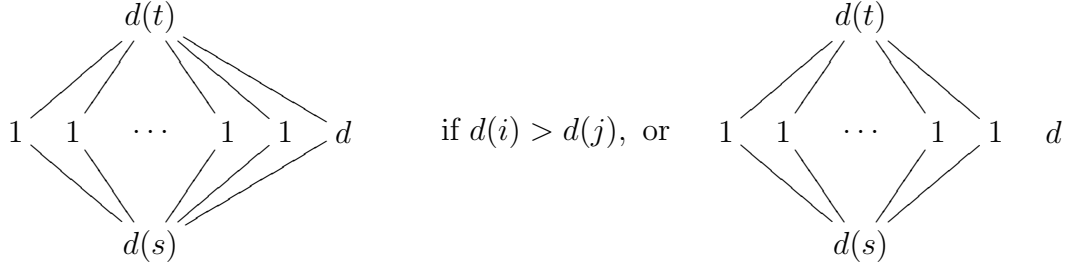 d(t) d(t)
1 1 ⋯ 1 1 d if d(i) > d(j), or 1 1 ⋯ 1 1 d
d(s) d(s)